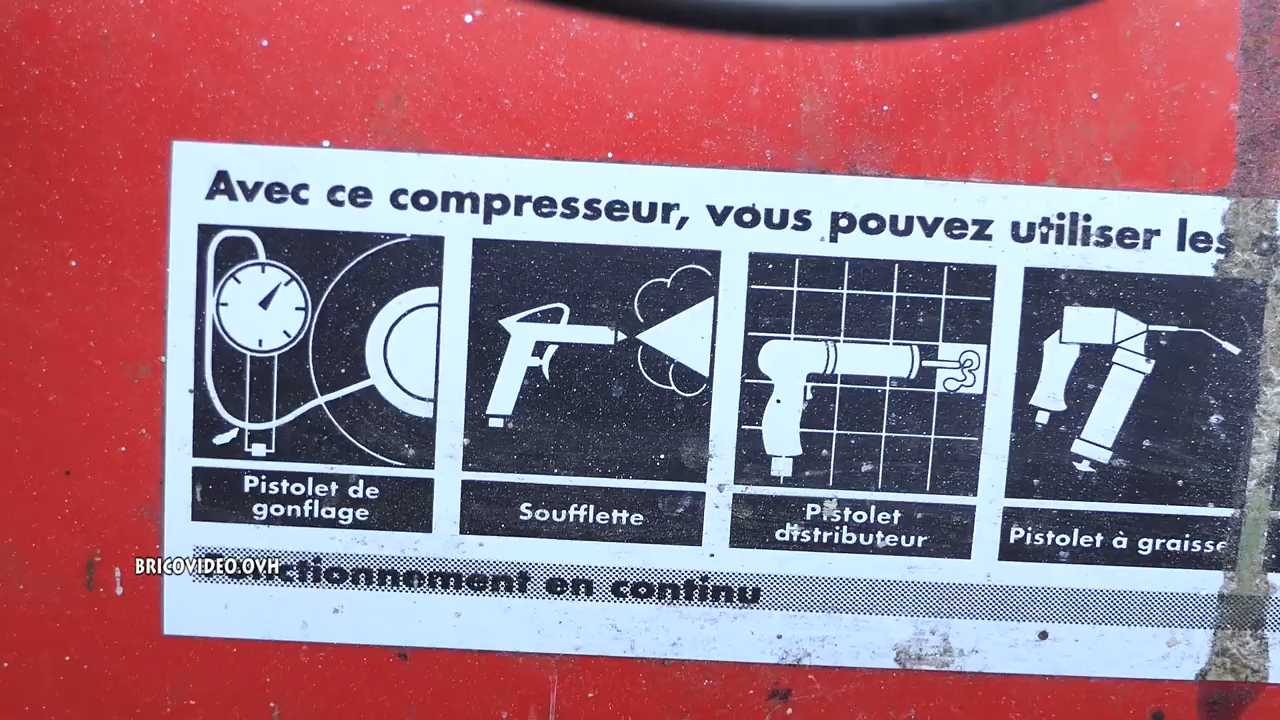 Avec ce compresseur, vous pouvez utiliser les
Pistolet de
gonflage
Soufflette
Pistolet
distributeur
Pistolet à graisse
BRICOVIDEO.OVH
Fonctionnement en continu